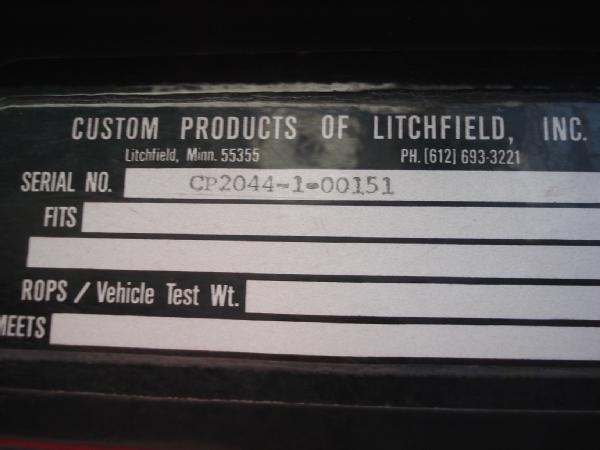 CUSTOM PRODUCTS OF LITCHFIELD, INC.
Litchfield, Minn. 55355 PH. (612) 693-3221
SERIAL NO. CP2044-1-00151
FITS
ROPS / Vehicle Test Wt.
MEETS